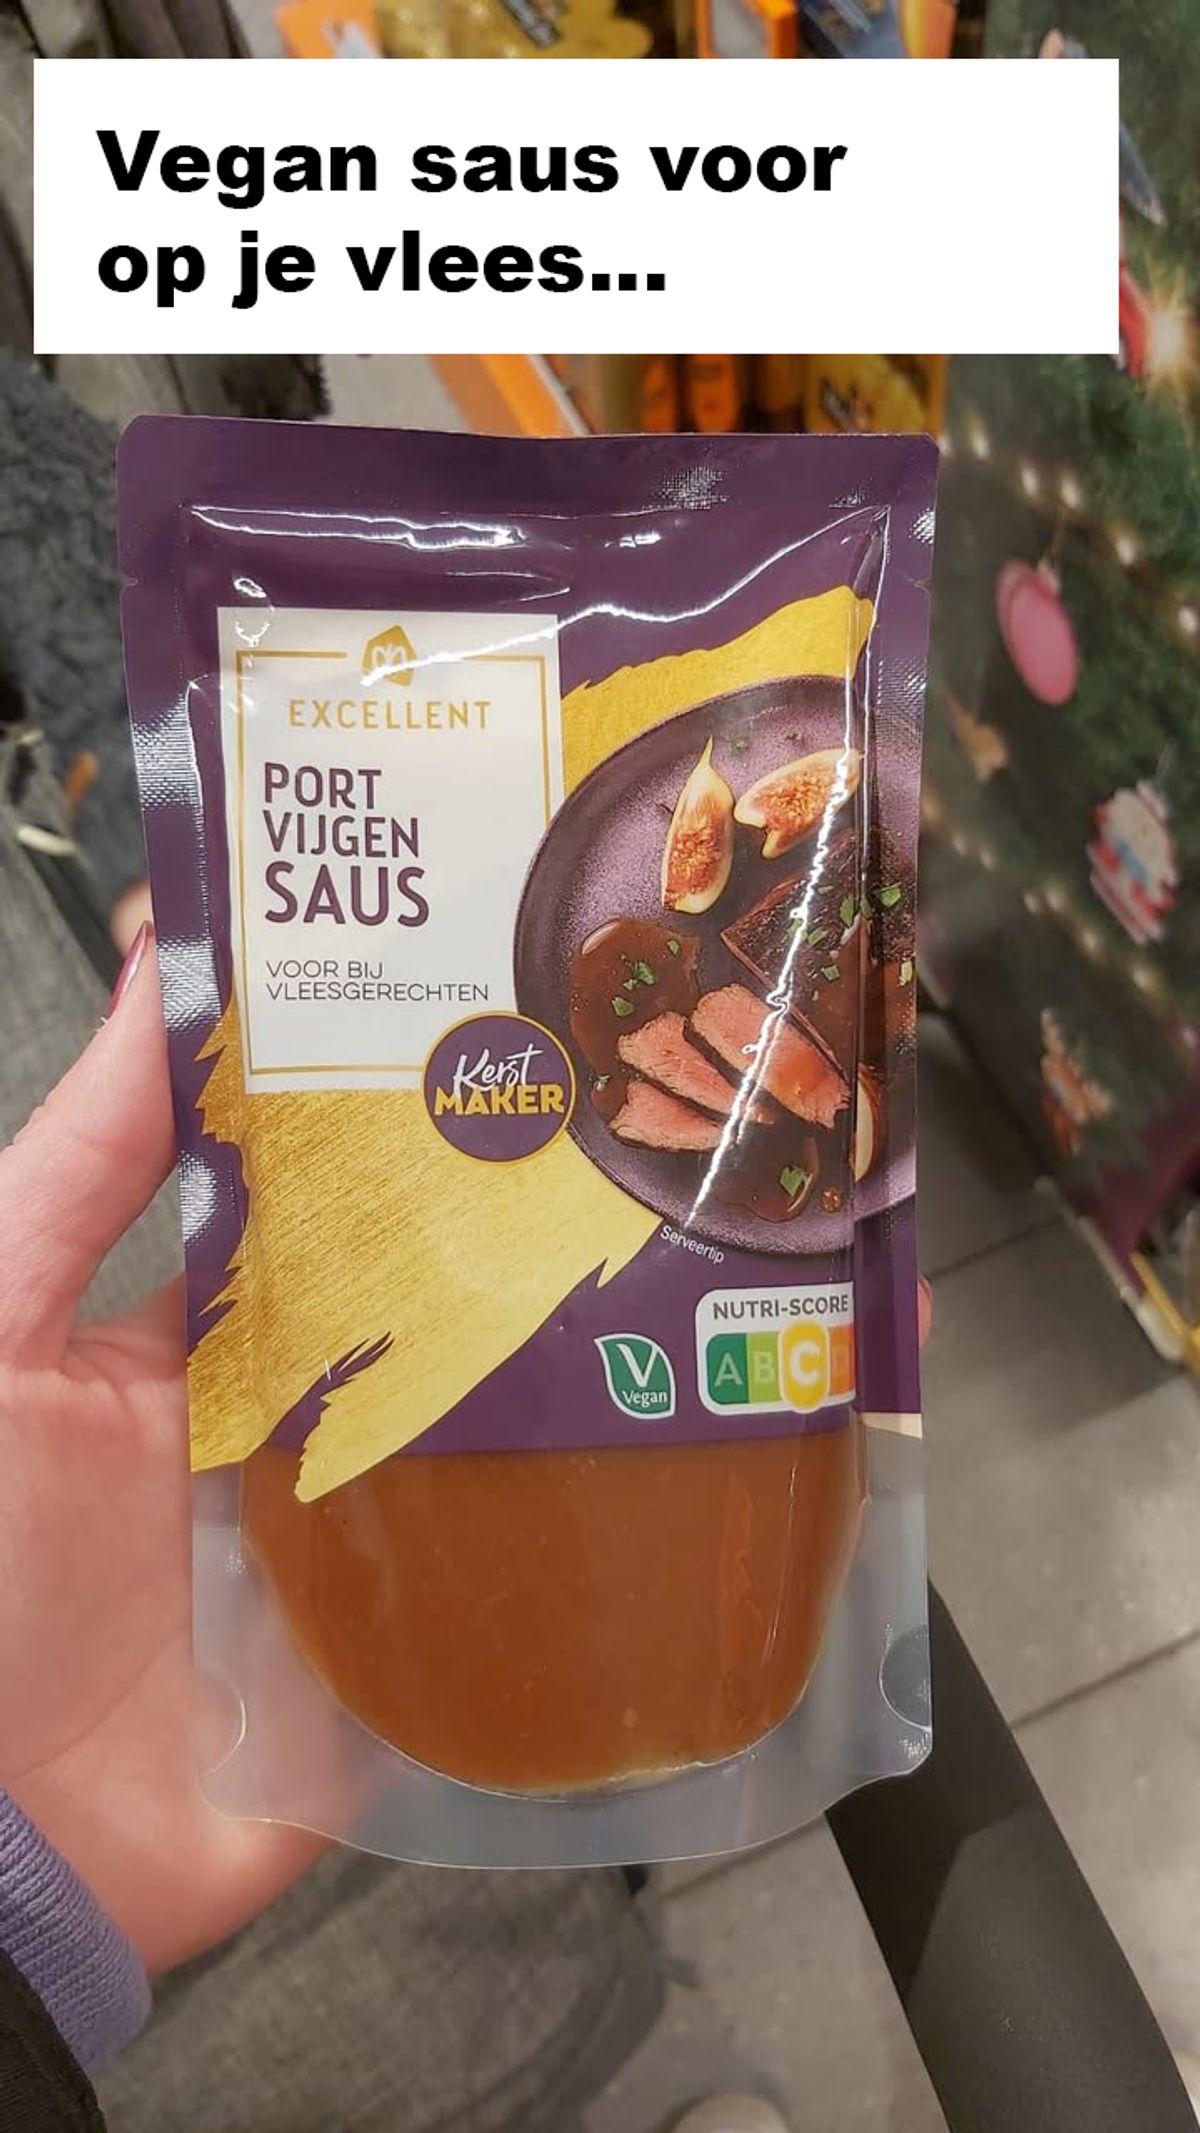 Vegan saus voor
op je vlees...
EXCELLENT
PORT
VIJGEN
SAUS
VOOR BIJ
VLEESGERECHTEN
Kerst
MAKER
Serveertip
NUTRI-SCORE
V
Vegan
A B C D